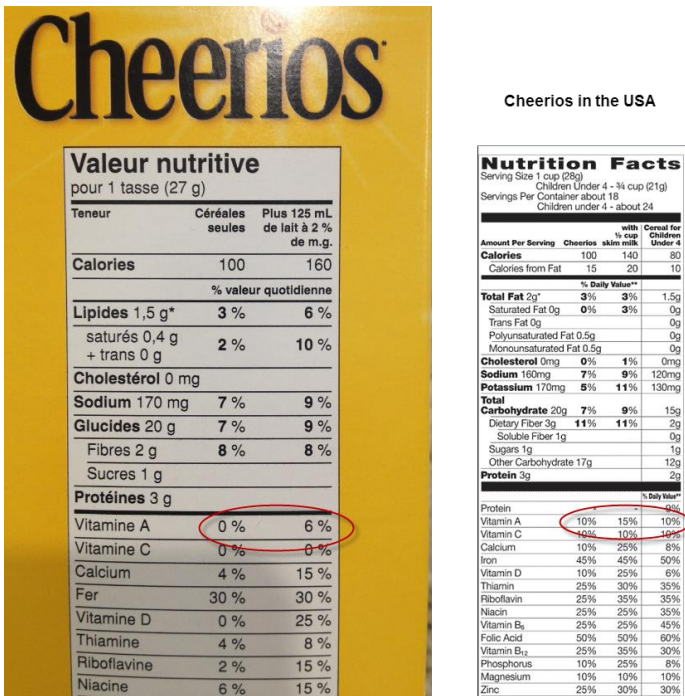 Cheerios
Valeur nutritive
pour 1 tasse (27 g)
Teneur Céréales seules Plus 125 mL de lait à 2 % de m.g.
Calories 100 160
% valeur quotidienne
Lipides 1,5 g* 3 % 6 %
saturés 0,4 g
+ trans 0 g 2 % 10 %
Cholestérol 0 mg
Sodium 170 mg 7 % 9 %
Glucides 20 g 7 % 9 %
Fibres 2 g 8 % 8 %
Sucres 1 g
Protéines 3 g
Vitamine A 0 % 6 %
Vitamine C 0 % 0 %
Calcium 4 % 15 %
Fer 30 % 30 %
Vitamine D 0 % 25 %
Thiamine 4 % 8 %
Riboflavine 2 % 15 %
Niacine 6 % 15 %
Cheerios in the USA
Nutrition Facts
Serving Size 1 cup (28g)
Children Under 4 - ¾ cup (21g)
Servings Per Container about 18
Children under 4 - about 24
Amount Per Serving Cheerios with ½ cup skim milk Cereal for Children Under 4
Calories 100 140 80
Calories from Fat 15 20 10
% Daily Value**
Total Fat 2g* 3% 3% 1.5g
Saturated Fat 0g 0% 3% 0g
Trans Fat 0g 0g
Polyunsaturated Fat 0.5g 0g
Monounsaturated Fat 0.5g 0g
Cholesterol 0mg 0% 1% 0mg
Sodium 160mg 7% 9% 120mg
Potassium 170mg 5% 11% 130mg
Total
Carbohydrate 20g 7% 9% 15g
Dietary Fiber 3g 11% 11% 2g
Soluble Fiber 1g 0g
Sugars 1g 1g
Other Carbohydrate 17g 12g
Protein 3g 2g
% Daily Value**
Protein - - 9%
Vitamin A 10% 15% 10%
Vitamin C 10% 10% 10%
Calcium 10% 25% 8%
Iron 45% 45% 50%
Vitamin D 10% 25% 6%
Thiamin 25% 30% 35%
Riboflavin 25% 35% 35%
Niacin 25% 25% 35%
Vitamin B6 25% 25% 45%
Folic Acid 50% 50% 60%
Vitamin B12 25% 35% 30%
Phosphorus 10% 25% 8%
Magnesium 10% 10% 10%
Zinc 25% 30% 30%